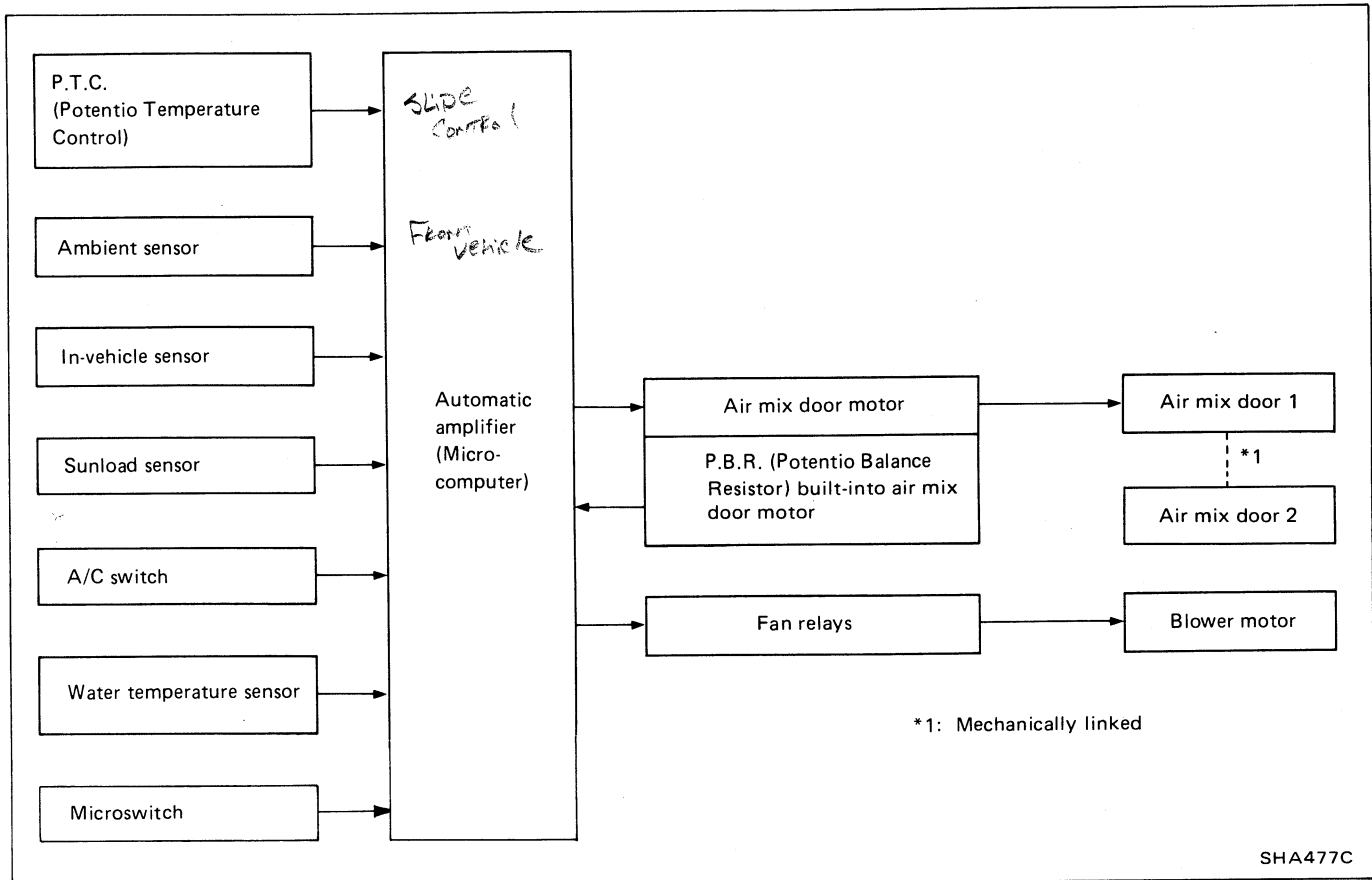 P.T.C.
(Potentio Temperature
Control)
SLIDE
CONTROL
Ambient sensor
From
vehicle
In-vehicle sensor
Sunload sensor
A/C switch
Water temperature sensor
Microswitch
Automatic
amplifier
(Micro-
computer)
Air mix door motor
P.B.R. (Potentio Balance
Resistor) built-into air mix
door motor
Fan relays
Air mix door 1
*1
Air mix door 2
Blower motor
*1: Mechanically linked
SHA477C